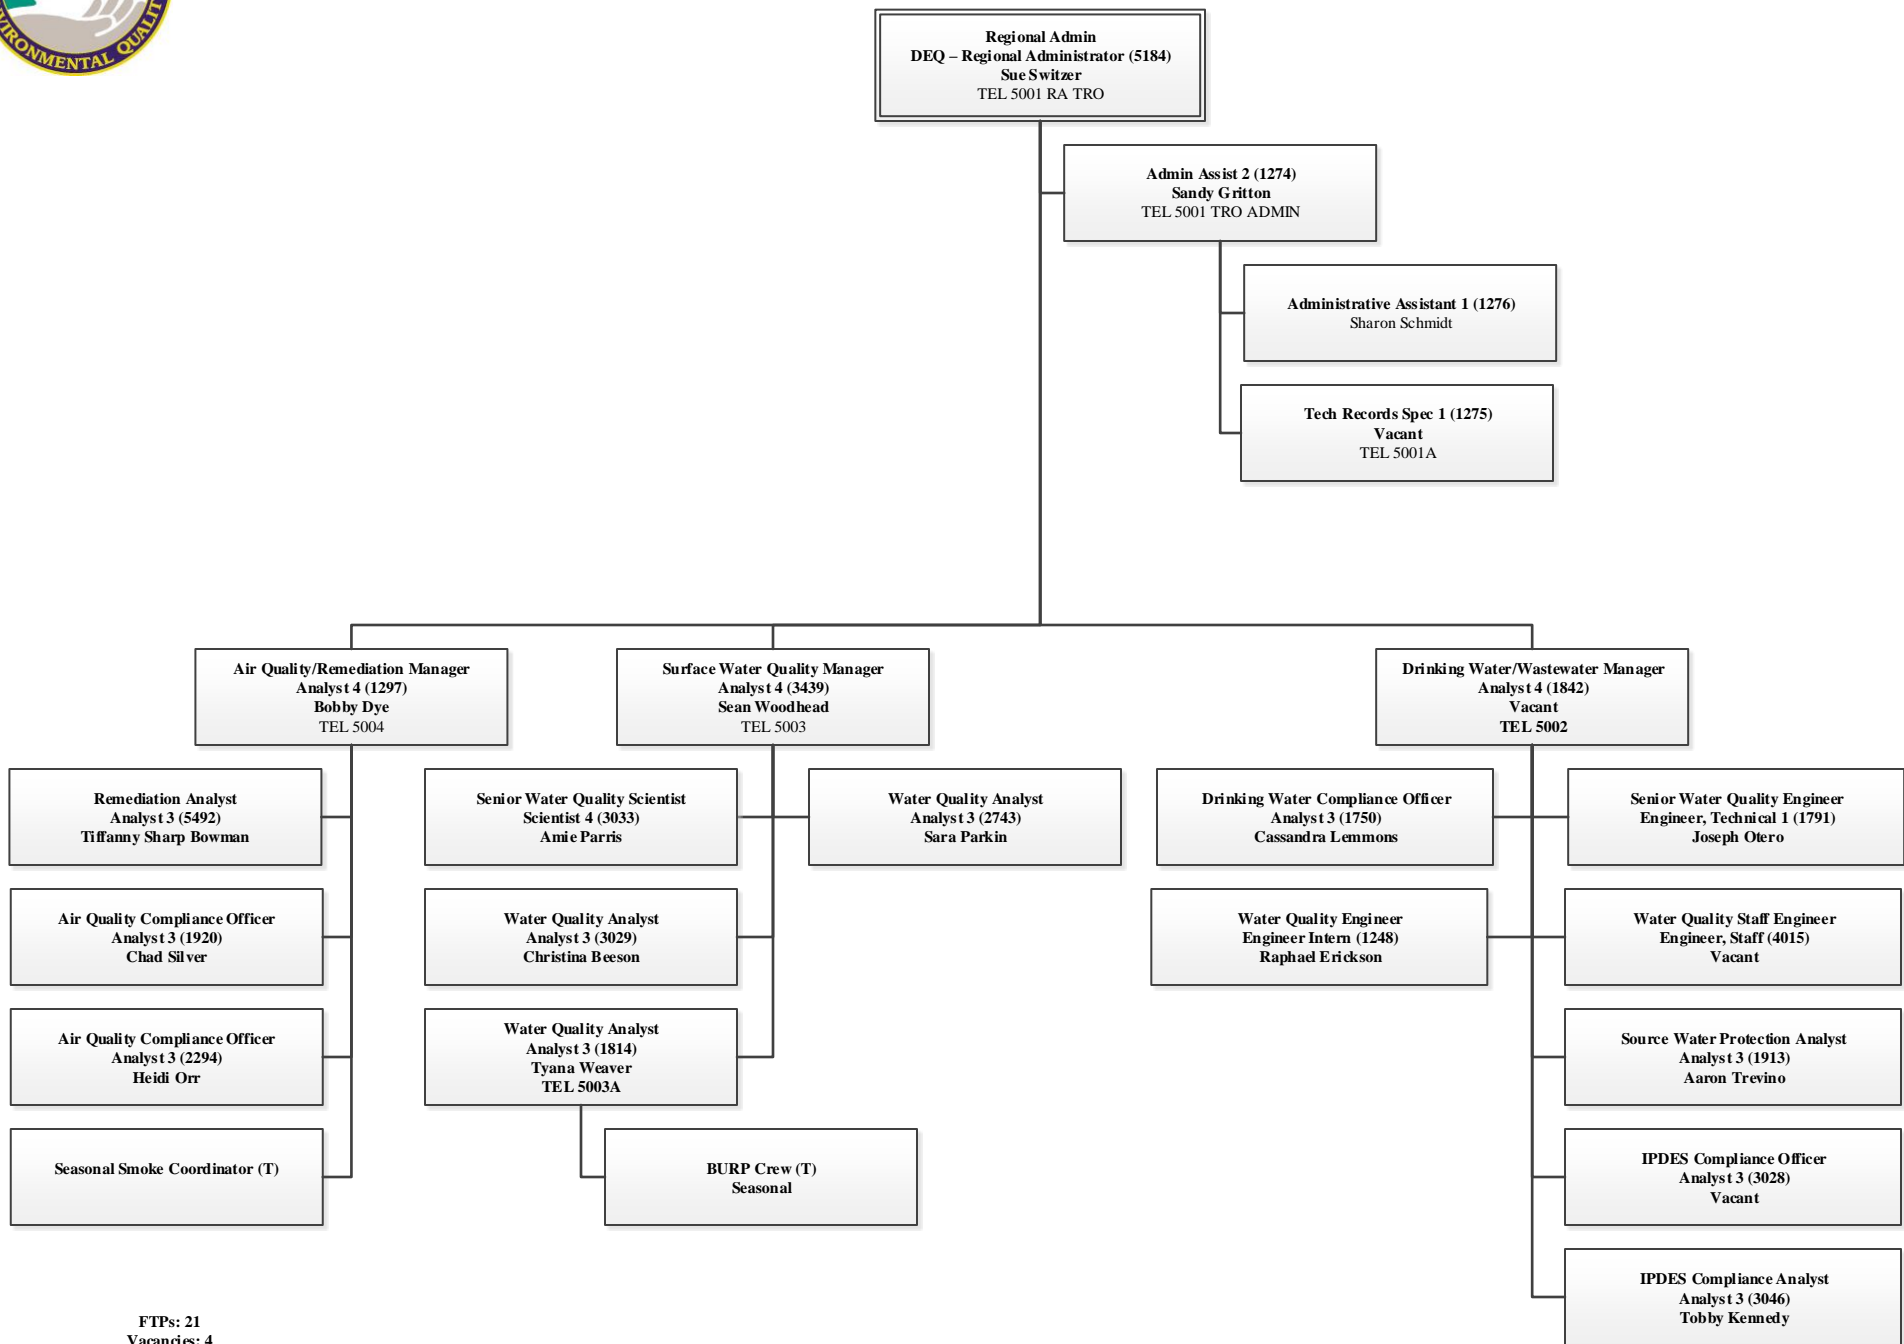 ENVIRONMENTAL QUALITY
Regional Admin
DEQ – Regional Administrator (5184)
Sue Switzer
TEL 5001 RA TRO
Admin Assist 2 (1274)
Sandy Gritton
TEL 5001 TRO ADMIN
Administrative Assistant 1 (1276)
Sharon Schmidt
Tech Records Spec 1 (1275)
Vacant
TEL 5001A
Air Quality/Remediation Manager
Analyst 4 (1297)
Bobby Dye
TEL 5004
Surface Water Quality Manager
Analyst 4 (3439)
Sean Woodhead
TEL 5003
Drinking Water/Wastewater Manager
Analyst 4 (1842)
Vacant
TEL 5002
Remediation Analyst
Analyst 3 (5492)
Tiffanny Sharp Bowman
Air Quality Compliance Officer
Analyst 3 (1920)
Chad Silver
Air Quality Compliance Officer
Analyst 3 (2294)
Heidi Orr
Seasonal Smoke Coordinator (T)
Senior Water Quality Scientist
Scientist 4 (3033)
Amie Parris
Water Quality Analyst
Analyst 3 (2743)
Sara Parkin
Water Quality Analyst
Analyst 3 (3029)
Christina Beeson
Water Quality Analyst
Analyst 3 (1814)
Tyana Weaver
TEL 5003A
BURP Crew (T)
Seasonal
Drinking Water Compliance Officer
Analyst 3 (1750)
Cassandra Lemmons
Senior Water Quality Engineer
Engineer, Technical 1 (1791)
Joseph Otero
Water Quality Engineer
Engineer Intern (1248)
Raphael Erickson
Water Quality Staff Engineer
Engineer, Staff (4015)
Vacant
Source Water Protection Analyst
Analyst 3 (1913)
Aaron Trevino
IPDES Compliance Officer
Analyst 3 (3028)
Vacant
IPDES Compliance Analyst
Analyst 3 (3046)
Tobby Kennedy
FTPs: 21
Vacancies: 4